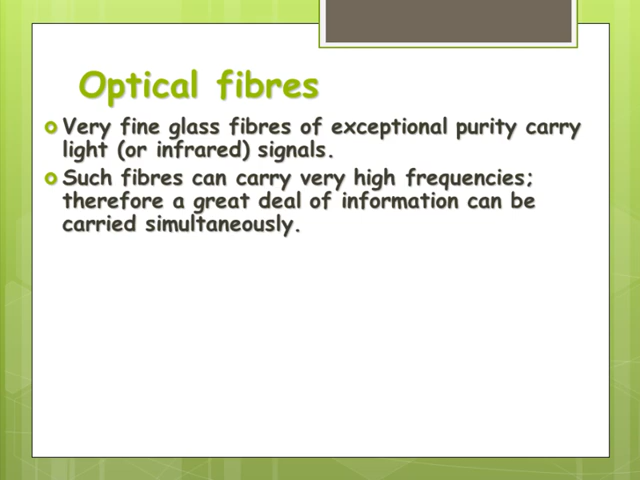 Optical fibres
Very fine glass fibres of exceptional purity carry
light (or infrared) signals.
Such fibres can carry very high frequencies;
therefore a great deal of information can be
carried simultaneously.